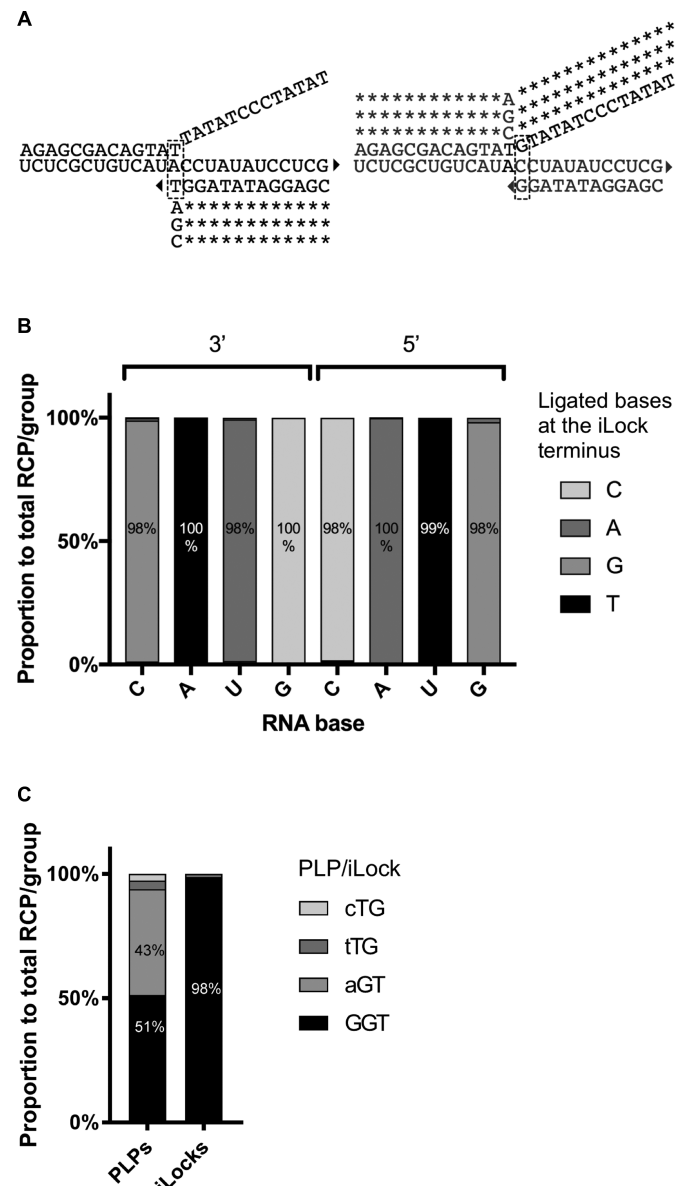 A
TATATCCCTATAT
AGAGCGACAGTAT
UCUCGCUGUCAUACCUAUAUCCUCG
TGGATATAGGAGC
A************
G************
C************
************A
************G
************C
*************
*************
*************
GTATATCCCTATAT
AGAGCGACAGTAT
UCUCGCUGUCAUACCUAUAUCCUCG
GGATATAGGAGC
B
3’
5’
Proportion to total RCP/group
100%
50%
0%
98%
100
%
98%
100
%
98%
100
%
99%
98%
C
A
U
G
C
A
U
G
RNA base
Ligated bases
at the iLock
terminus
C
A
G
T
C
Proportion to total RCP/group
100%
50%
0%
43%
51%
98%
PLPs
iLocks
PLP/iLock
cTG
tTG
aGT
GGT